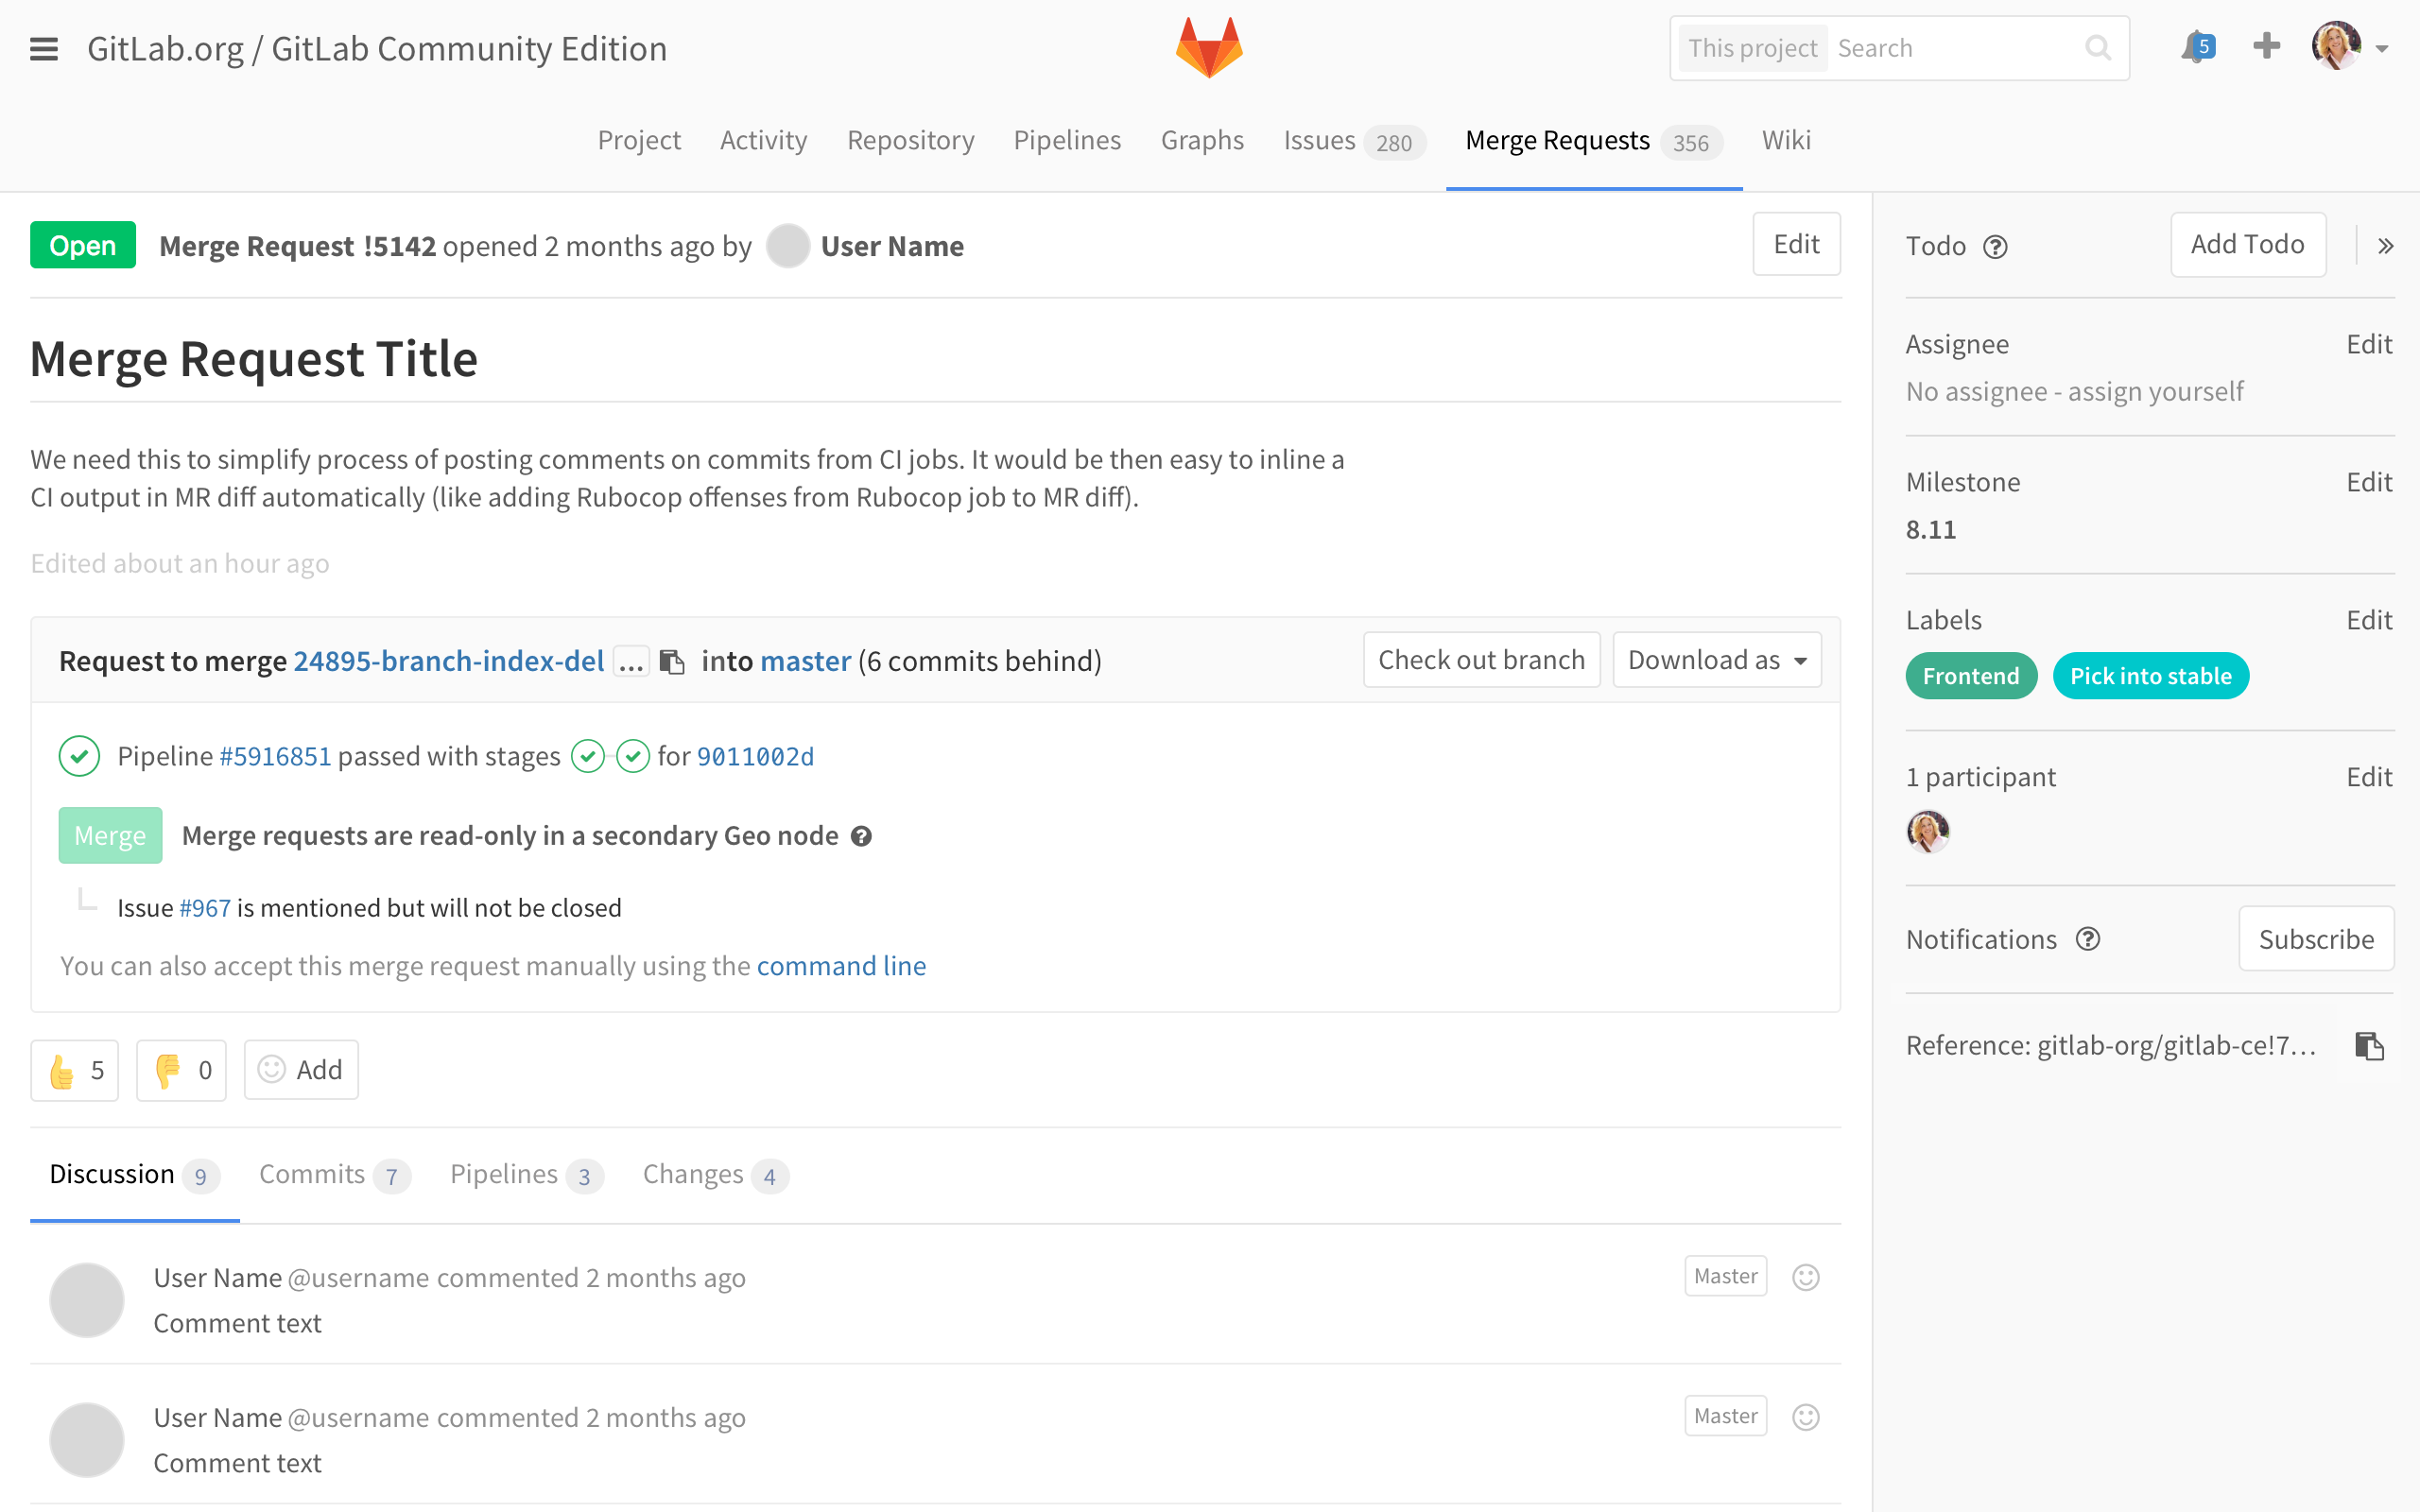 GitLab.org / GitLab Community Edition
This project Search
5
Project Activity Repository Pipelines Graphs Issues 280 Merge Requests 356 Wiki
Open Merge Request !5142 opened 2 months ago by User Name Edit
Merge Request Title
We need this to simplify process of posting comments on commits from CI jobs. It would be then easy to inline a
CI output in MR diff automatically (like adding Rubocop offenses from Rubocop job to MR diff).
Edited about an hour ago
Request to merge 24895-branch-index-del ... into master (6 commits behind) Check out branch Download as
Pipeline #5916851 passed with stages for 9011002d
Merge Merge requests are read-only in a secondary Geo node
Issue #967 is mentioned but will not be closed
You can also accept this merge request manually using the command line
5 0 Add
Discussion 9 Commits 7 Pipelines 3 Changes 4
User Name @username commented 2 months ago Master
Comment text
User Name @username commented 2 months ago Master
Comment text
Todo Add Todo
Assignee Edit
No assignee - assign yourself
Milestone Edit
8.11
Labels Edit
Frontend Pick into stable
1 participant Edit
Notifications Subscribe
Reference: gitlab-org/gitlab-ce!7...